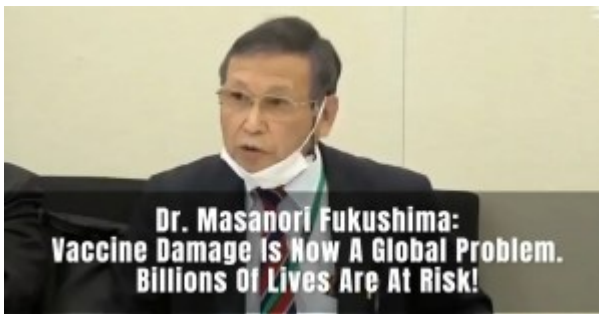 Dr. Masanori Fukushima:
Vaccine Damage Is Now A Global Problem.
Billions Of Lives Are At Risk!